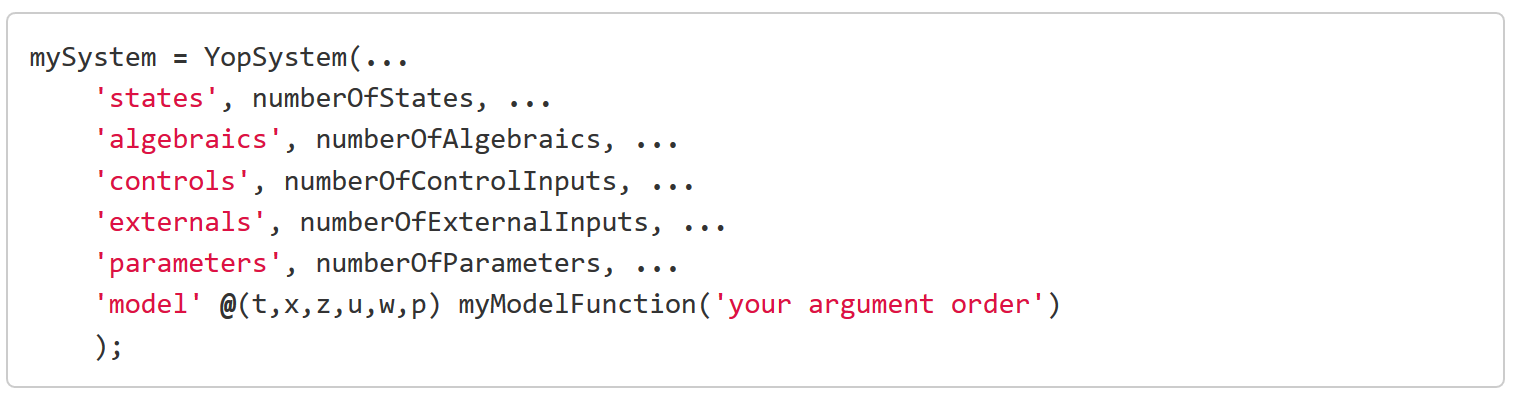 mySystem = YopSystem(...
    'states', numberOfStates, ...
    'algebraics', numberOfAlgebraics, ...
    'controls', numberOfControlInputs, ...
    'externals', numberOfExternalInputs, ...
    'parameters', numberOfParameters, ...
    'model' @(t,x,z,u,w,p) myModelFunction('your argument order')
    );